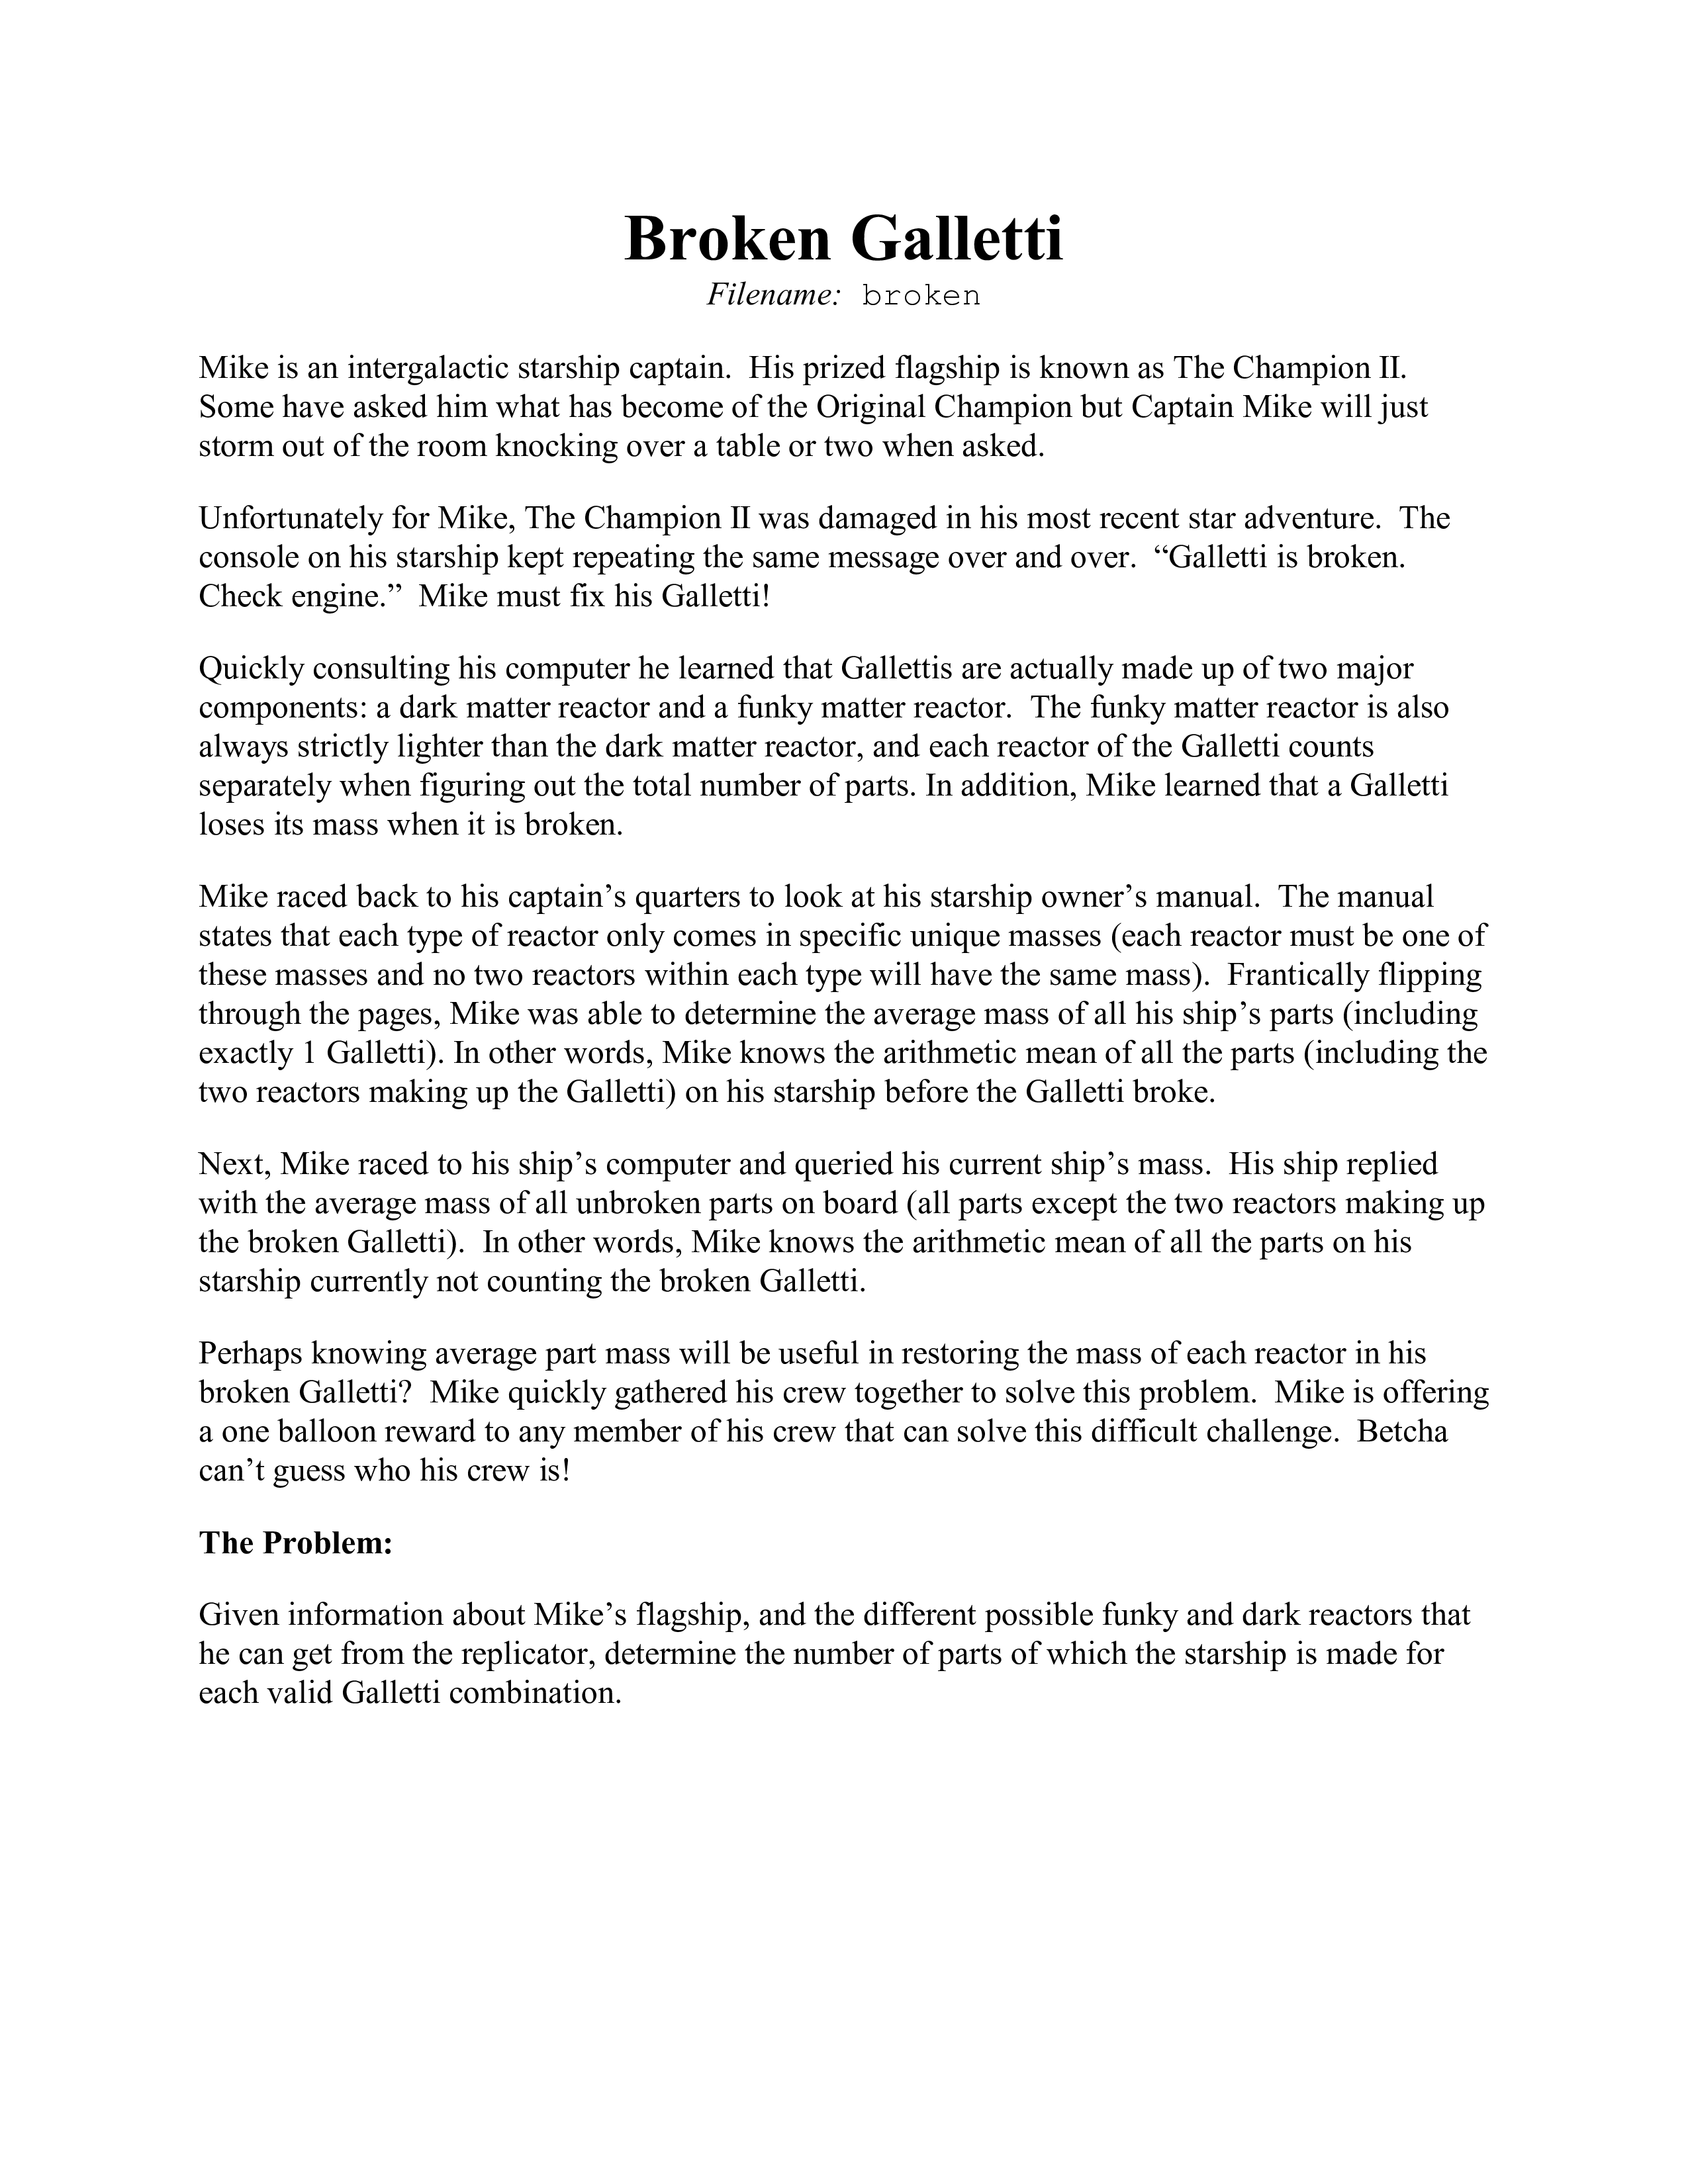 Broken Galletti
Filename: broken
Mike is an intergalactic starship captain.  His prized flagship is known as The Champion II.
Some have asked him what has become of the Original Champion but Captain Mike will just
storm out of the room knocking over a table or two when asked.
Unfortunately for Mike, The Champion II was damaged in his most recent star adventure.  The
console on his starship kept repeating the same message over and over.  “Galletti is broken.
Check engine.”  Mike must fix his Galletti!
Quickly consulting his computer he learned that Gallettis are actually made up of two major
components: a dark matter reactor and a funky matter reactor.  The funky matter reactor is also
always strictly lighter than the dark matter reactor, and each reactor of the Galletti counts
separately when figuring out the total number of parts. In addition, Mike learned that a Galletti
loses its mass when it is broken.
Mike raced back to his captain’s quarters to look at his starship owner’s manual.  The manual
states that each type of reactor only comes in specific unique masses (each reactor must be one of
these masses and no two reactors within each type will have the same mass).  Frantically flipping
through the pages, Mike was able to determine the average mass of all his ship’s parts (including
exactly 1 Galletti). In other words, Mike knows the arithmetic mean of all the parts (including the
two reactors making up the Galletti) on his starship before the Galletti broke.
Next, Mike raced to his ship’s computer and queried his current ship’s mass.  His ship replied
with the average mass of all unbroken parts on board (all parts except the two reactors making up
the broken Galletti).  In other words, Mike knows the arithmetic mean of all the parts on his
starship currently not counting the broken Galletti.
Perhaps knowing average part mass will be useful in restoring the mass of each reactor in his
broken Galletti?  Mike quickly gathered his crew together to solve this problem.  Mike is offering
a one balloon reward to any member of his crew that can solve this difficult challenge.  Betcha
can’t guess who his crew is!
The Problem:
Given information about Mike’s flagship, and the different possible funky and dark reactors that
he can get from the replicator, determine the number of parts of which the starship is made for
each valid Galletti combination.